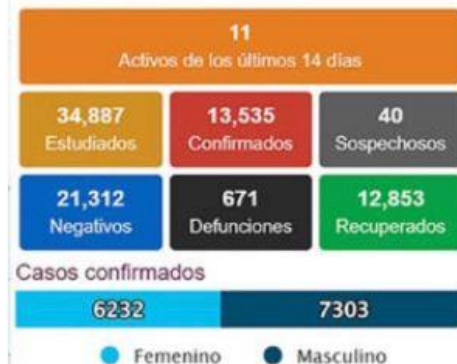 11
Activos de los últimos 14 días
34,887
Estudiados
13,535
Confirmados
40
Sospechosos
21,312
Negativos
671
Defunciones
12,853
Recuperados
Casos confirmados
6232 7303
Femenino Masculino